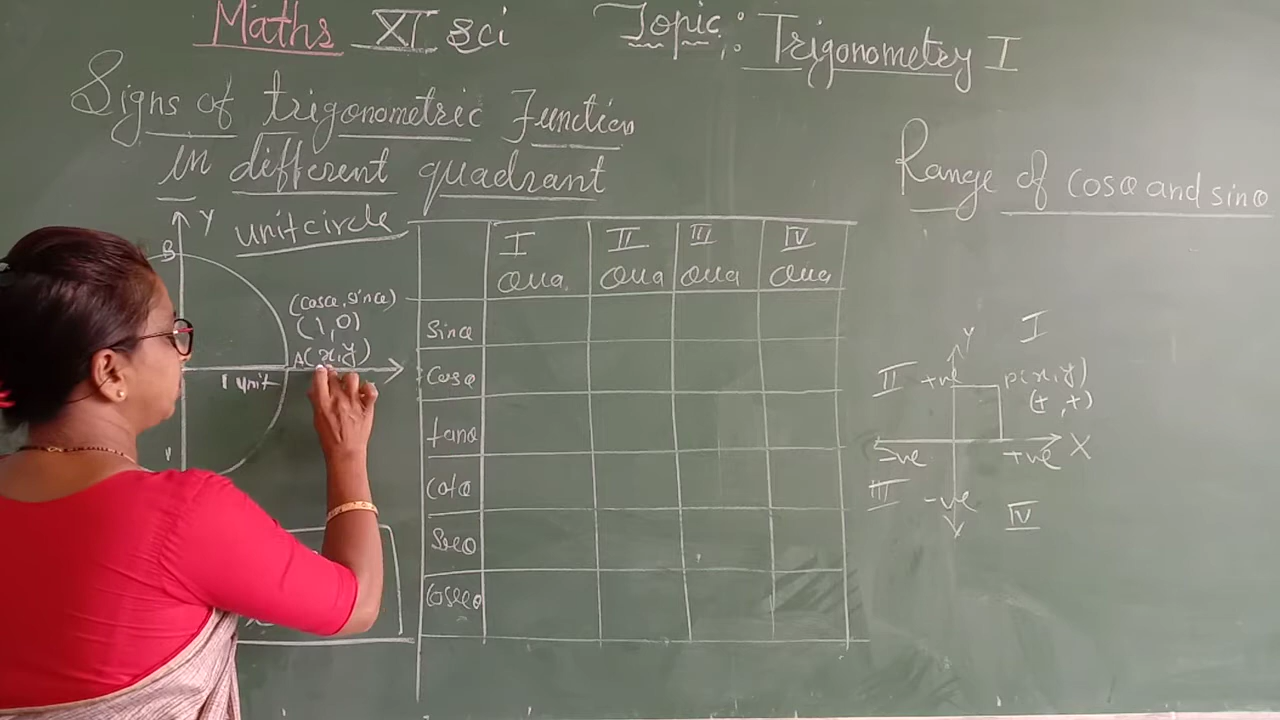 Maths XI sci
Topic: Trigonometry I
Signs of trigonometric Function
in different quadrant
Range of cosθ and sinθ
Y
unit circle
B
(cosθ, sinθ)
(1, 0)
A(x,y)
1 unit
I II III IV
Qua Qua Qua Qua
Sinθ
Cosθ
tanθ
Cotθ
Secθ
Cosecθ
Y I
II +ve P(x,y)
(+, +)
-ve +ve X
III -ve IV